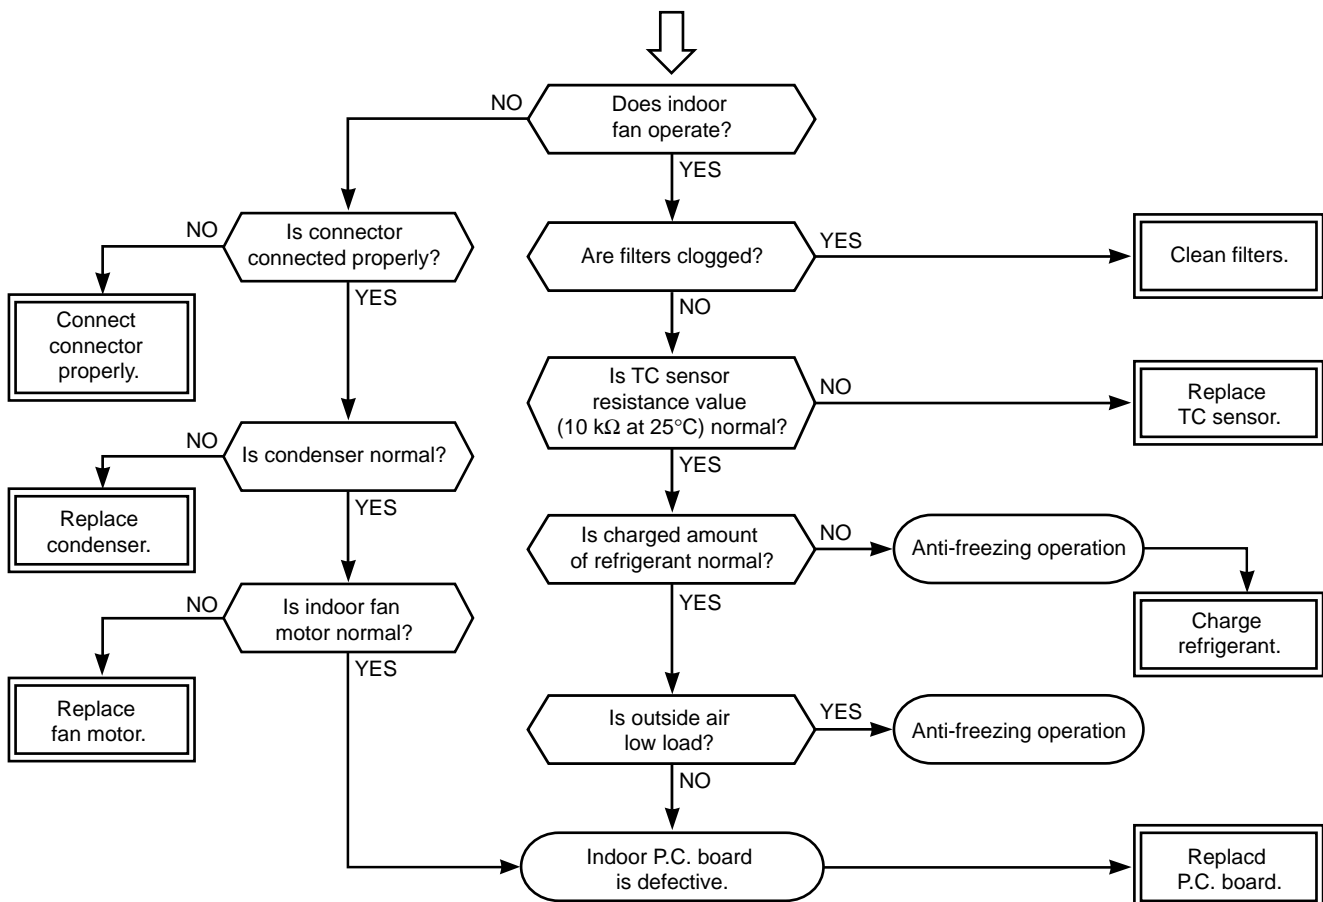 NO
Does indoor
fan operate?
YES
NO
Is connector
connected properly?
Are filters clogged?
YES
Clean filters.
YES
NO
Connect
connector
properly.
Is TC sensor
resistance value
(10 kΩ at 25°C) normal?
NO
Replace
TC sensor.
NO
Is condenser normal?
YES
YES
Replace
condenser.
Is charged amount
of refrigerant normal?
NO
Anti-freezing operation
NO
Is indoor fan
motor normal?
YES
Charge
refrigerant.
YES
Replace
fan motor.
Is outside air
low load?
YES
Anti-freezing operation
NO
Indoor P.C. board
is defective.
Replacd
P.C. board.